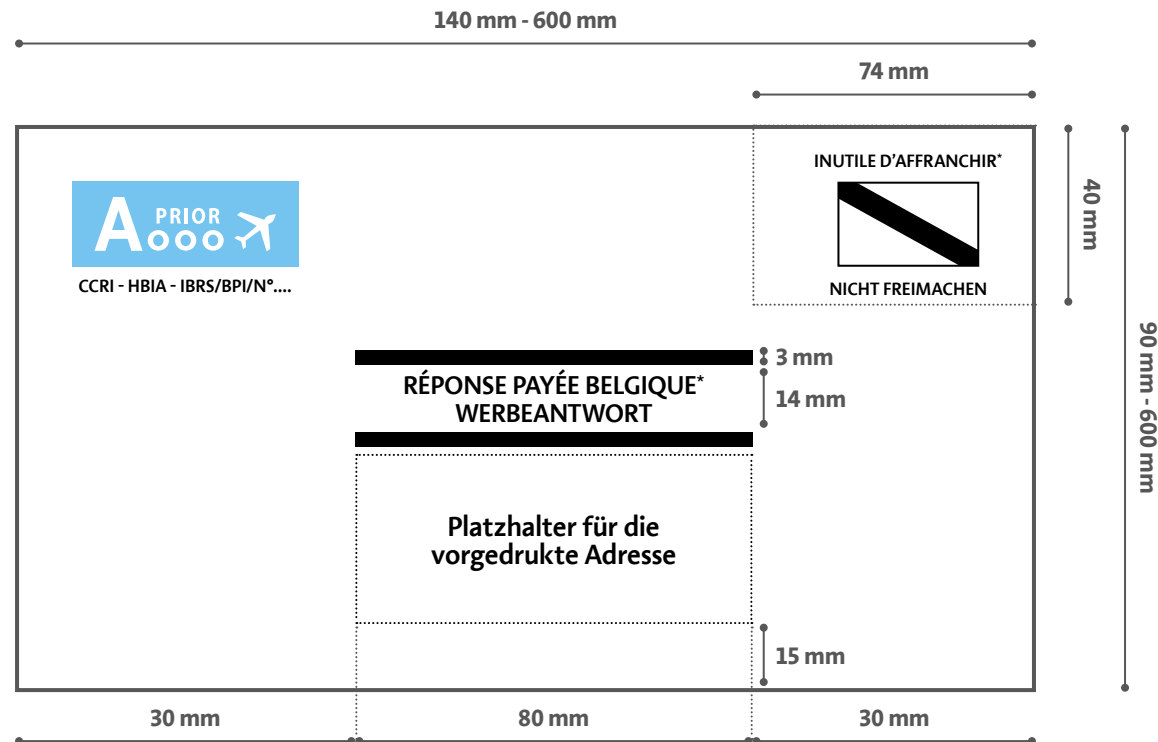 140 mm - 600 mm
74 mm
INUTILE D'AFFRANCHIR*
40 mm
A PRIOR
CCRI - HBIA - IBRS/BPI/N°....
NICHT FREIMACHEN
90 mm - 600 mm
3 mm
RÉPONSE PAYÉE BELGIQUE*
14 mm
WERBEANTWORT
Platzhalter für die
vorgedrukte Adresse
15 mm
30 mm
80 mm
30 mm